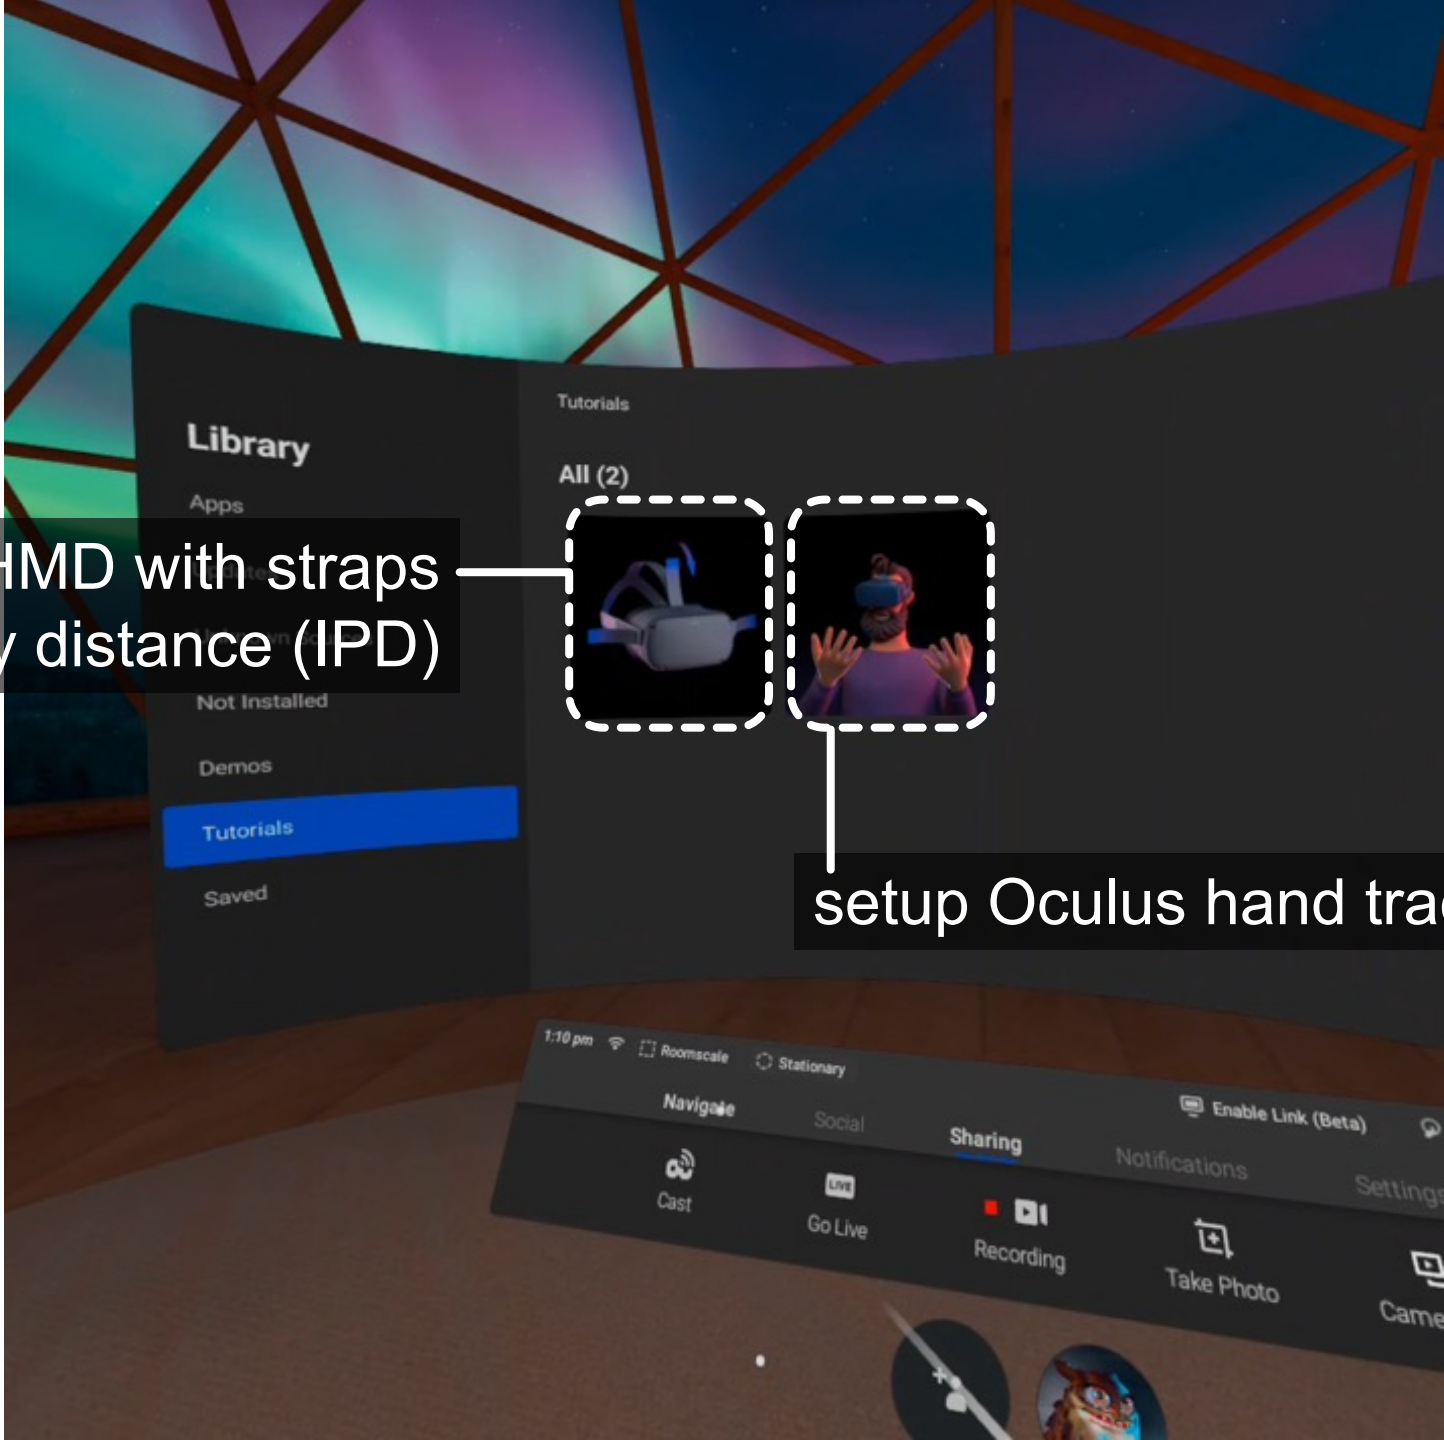 Tutorials
Library
All (2)
Apps
HMD with straps
y distance (IPD)
Not Installed
Demos
Tutorials
Saved
setup Oculus hand
1:10 pm
Roomscale
Stationary
Enable Link (Beta)
Navigate
Social
Sharing
Notifications
Settings
Cast
LIVE
Go Live
Recording
Take Photo